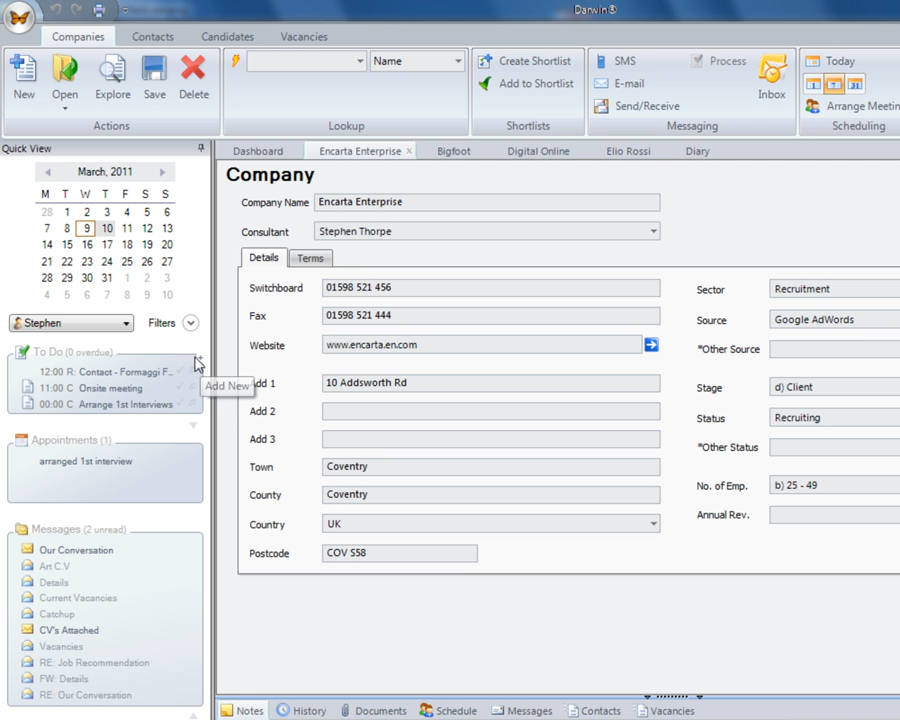 Darwin®
Companies Contacts Candidates Vacancies
New Open Explore Save Delete
Actions
Name
Lookup
Create Shortlist
Add to Shortlist
Shortlists
SMS Process
E-mail
Send/Receive
Inbox
Messaging
Today
1 7 31
Arrange Meetin
Scheduling
Quick View
Dashboard Encarta Enterprise Bigfoot Digital Online Elio Rossi Diary
March, 2011
M T W T F S S
28 1 2 3 4 5 6
7 8 9 10 11 12 13
14 15 16 17 18 19 20
21 22 23 24 25 26 27
28 29 30 31 1 2 3
4 5 6 7 8 9 10
Stephen Filters
To Do (0 overdue)
12:00 R: Contact - Formaggi F...
11:00 C Onsite meeting
00:00 C Arrange 1st Interviews
Add New
Appointments (1)
arranged 1st interview
Messages (2 unread)
Our Conversation
Art C.V
Details
Current Vacancies
Catchup
CV's Attached
Vacancies
RE: Job Recommendation
FW: Details
RE: Our Conversation
Company
Company Name Encarta Enterprise
Consultant Stephen Thorpe
Details Terms
Switchboard 01598 521 456
Fax 01598 521 444
Website www.encarta.en.com
dd 1 10 Addsworth Rd
Add 2
Add 3
Town Coventry
County Coventry
Country UK
Postcode COV S58
Sector Recruitment
Source Google AdWords
*Other Source
Stage d) Client
Status Recruiting
*Other Status
No. of Emp. b) 25 - 49
Annual Rev.
Notes History Documents Schedule Messages Contacts Vacancies